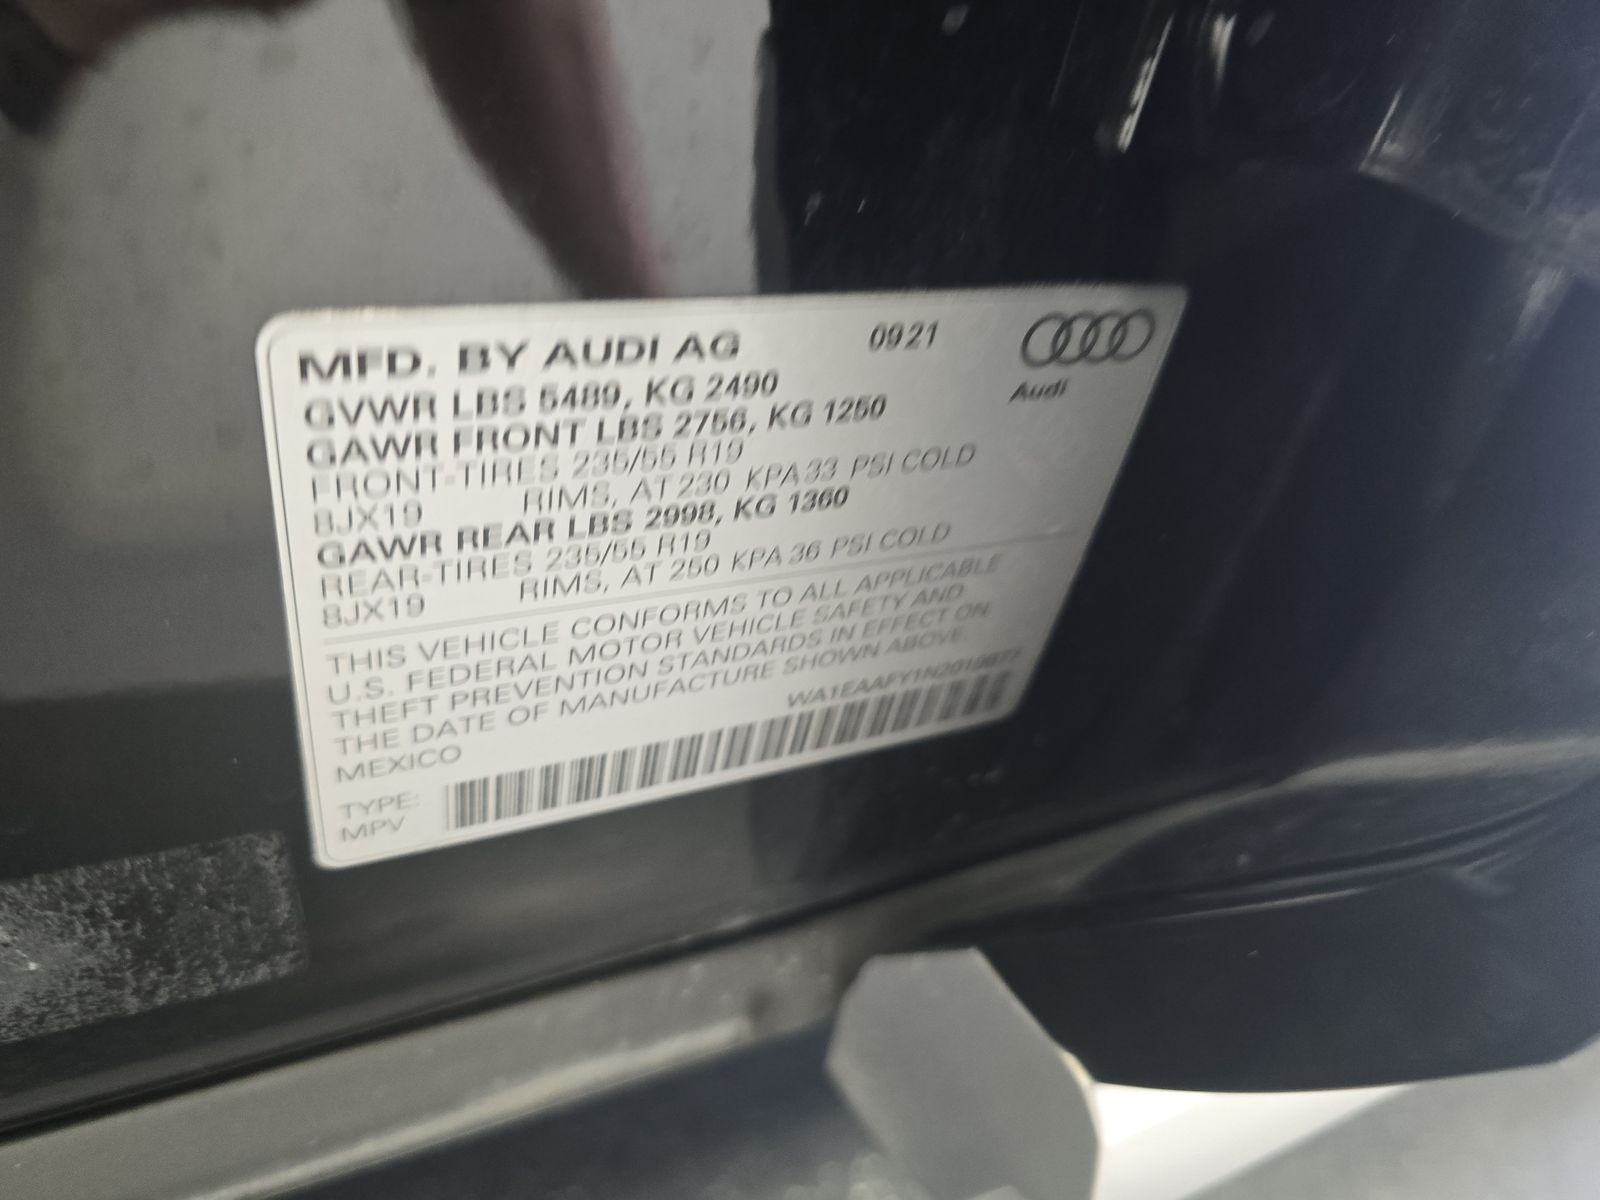 MFD. BY AUDI AG 09 21
Audi
GVWR LBS 5489, KG 2490
GAWR FRONT LBS 2756, KG 1250
FRONT-TIRES 235/55 R19
8JX19 RIMS, AT 230 KPA 33 PSI COLD
GAWR REAR LBS 2998, KG 1360
REAR-TIRES 235/55 R19
8JX19 RIMS, AT 250 KPA 36 PSI COLD
THIS VEHICLE CONFORMS TO ALL APPLICABLE
U.S. FEDERAL MOTOR VEHICLE SAFETY AND
THEFT PREVENTION STANDARDS IN EFFECT ON
THE DATE OF MANUFACTURE SHOWN ABOVE.
MEXICO
TYPE:
MPV